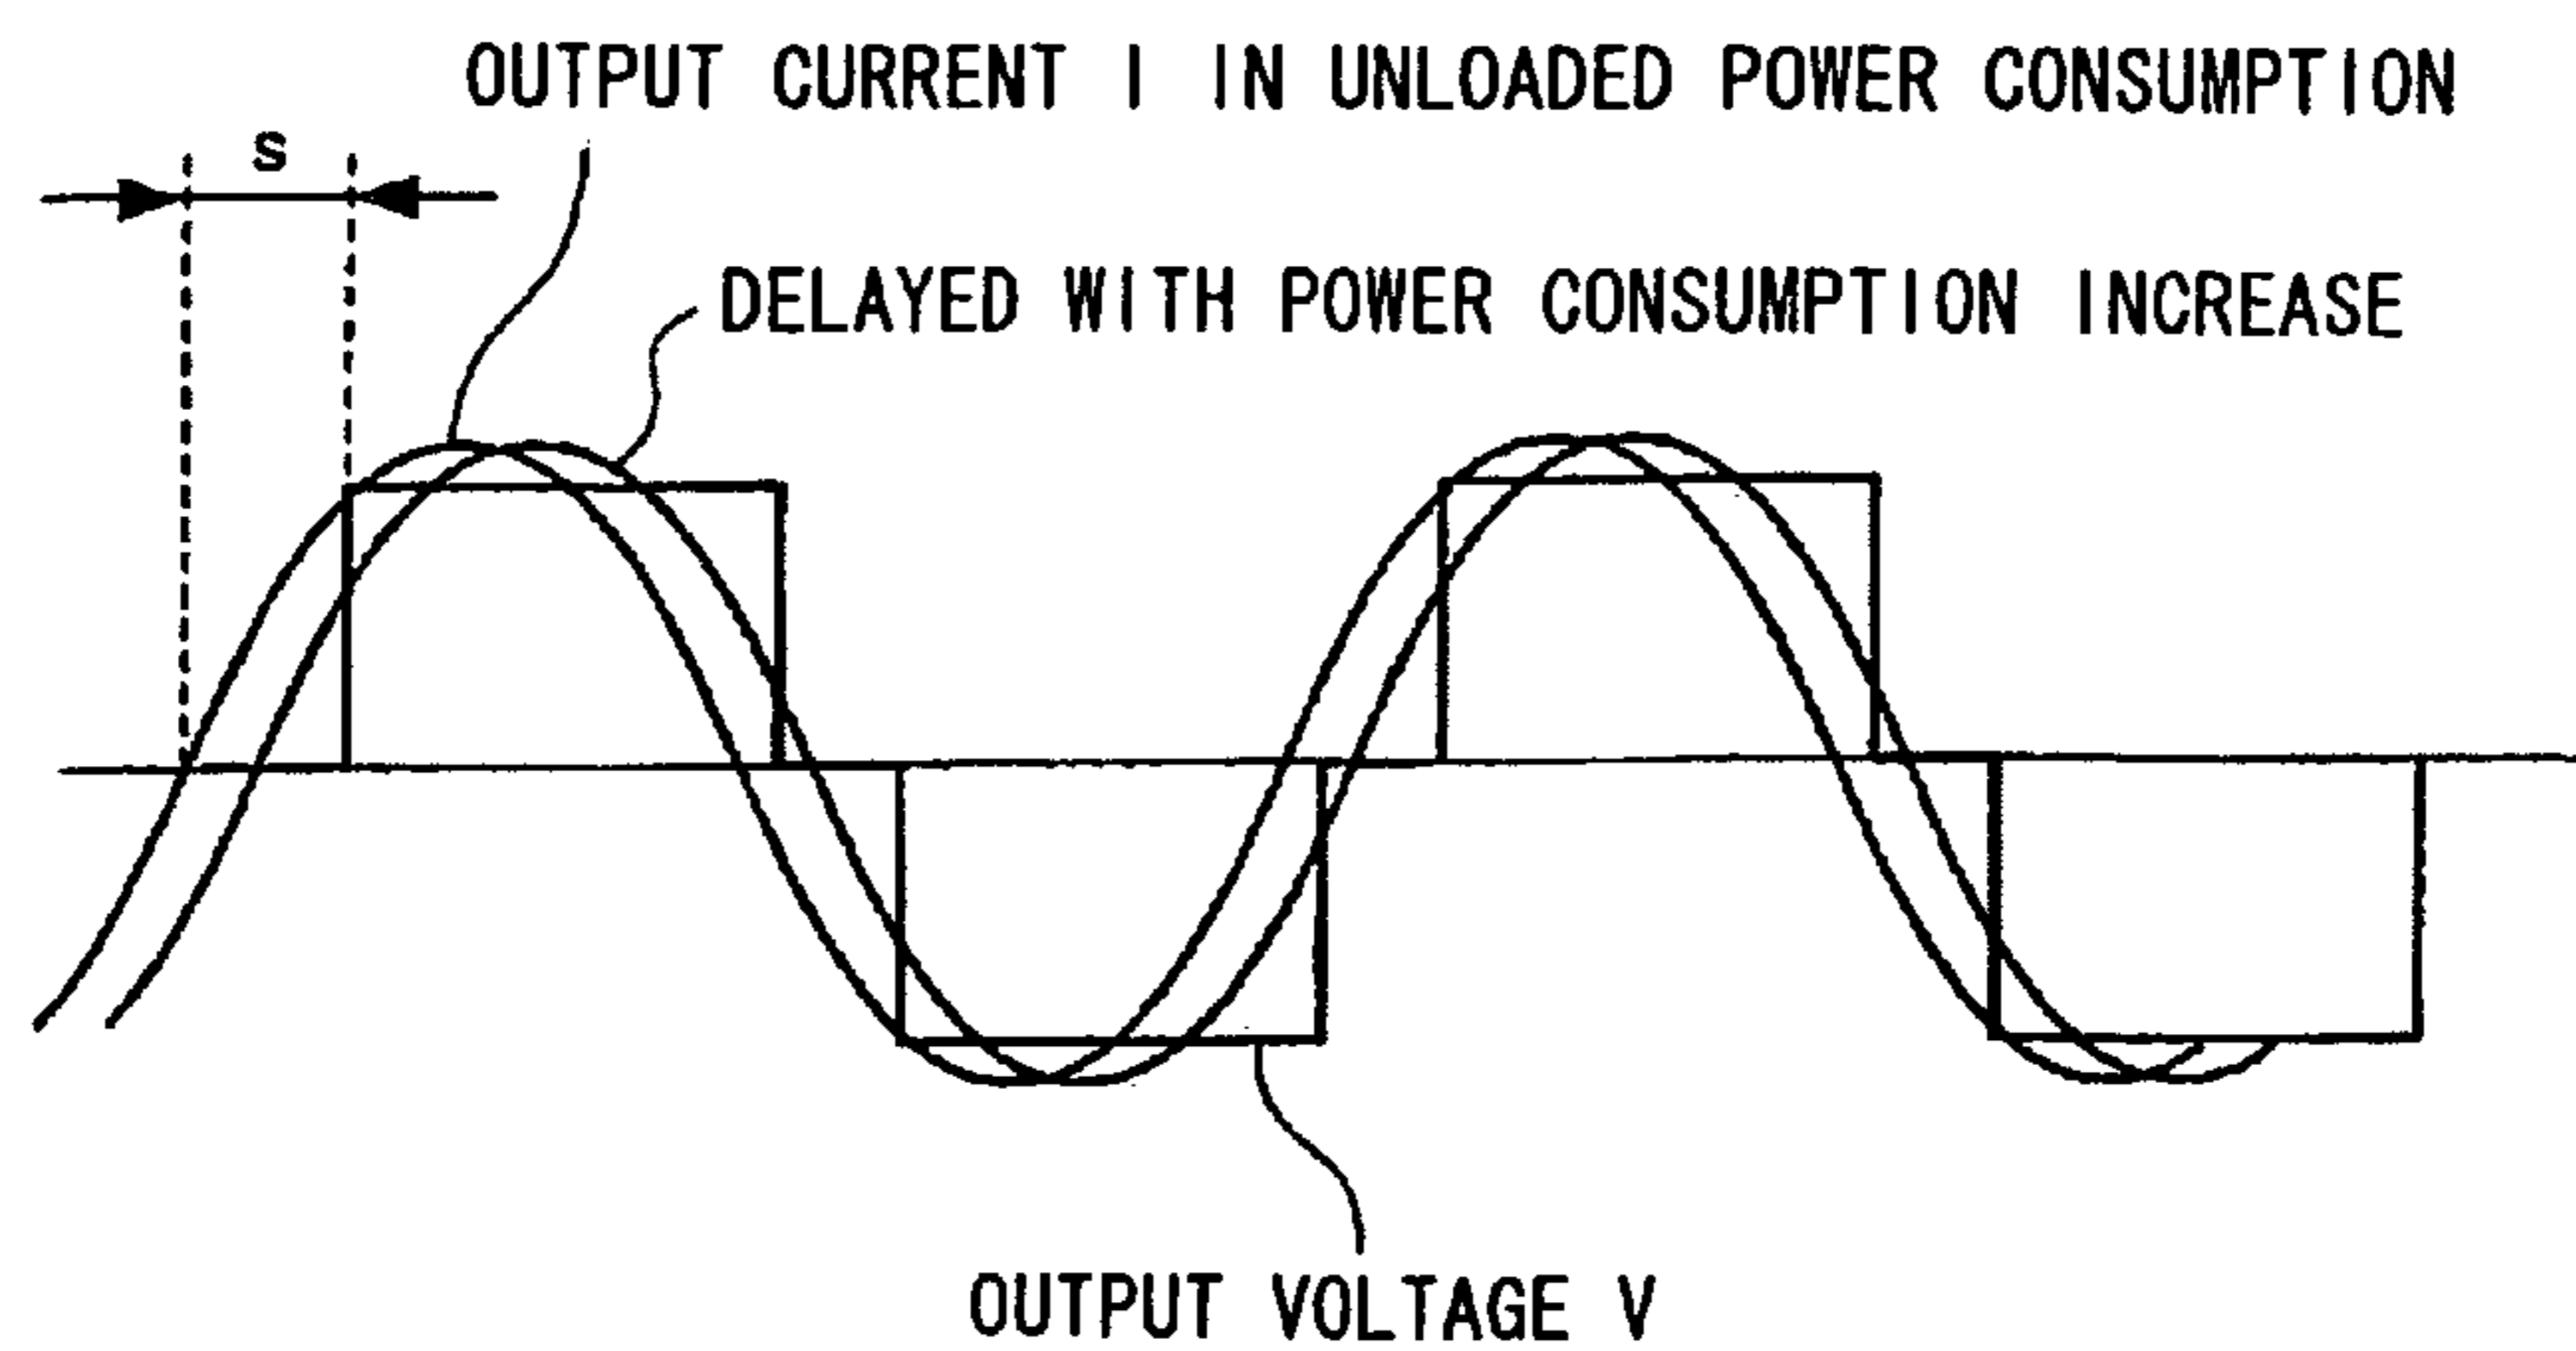 OUTPUT CURRENT I IN UNLOADED POWER CONSUMPTION
S
DELAYED WITH POWER CONSUMPTION INCREASE
OUTPUT VOLTAGE V